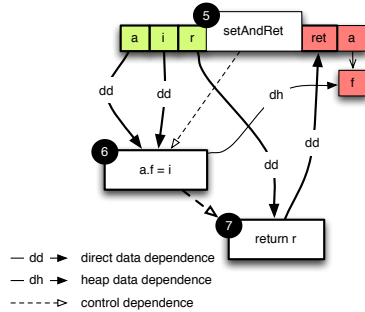 5
a i r setAndRet ret a
f
dd dd dh dd
6
a.f = i
dd
7
return r
dd direct data dependence
dh heap data dependence
control dependence